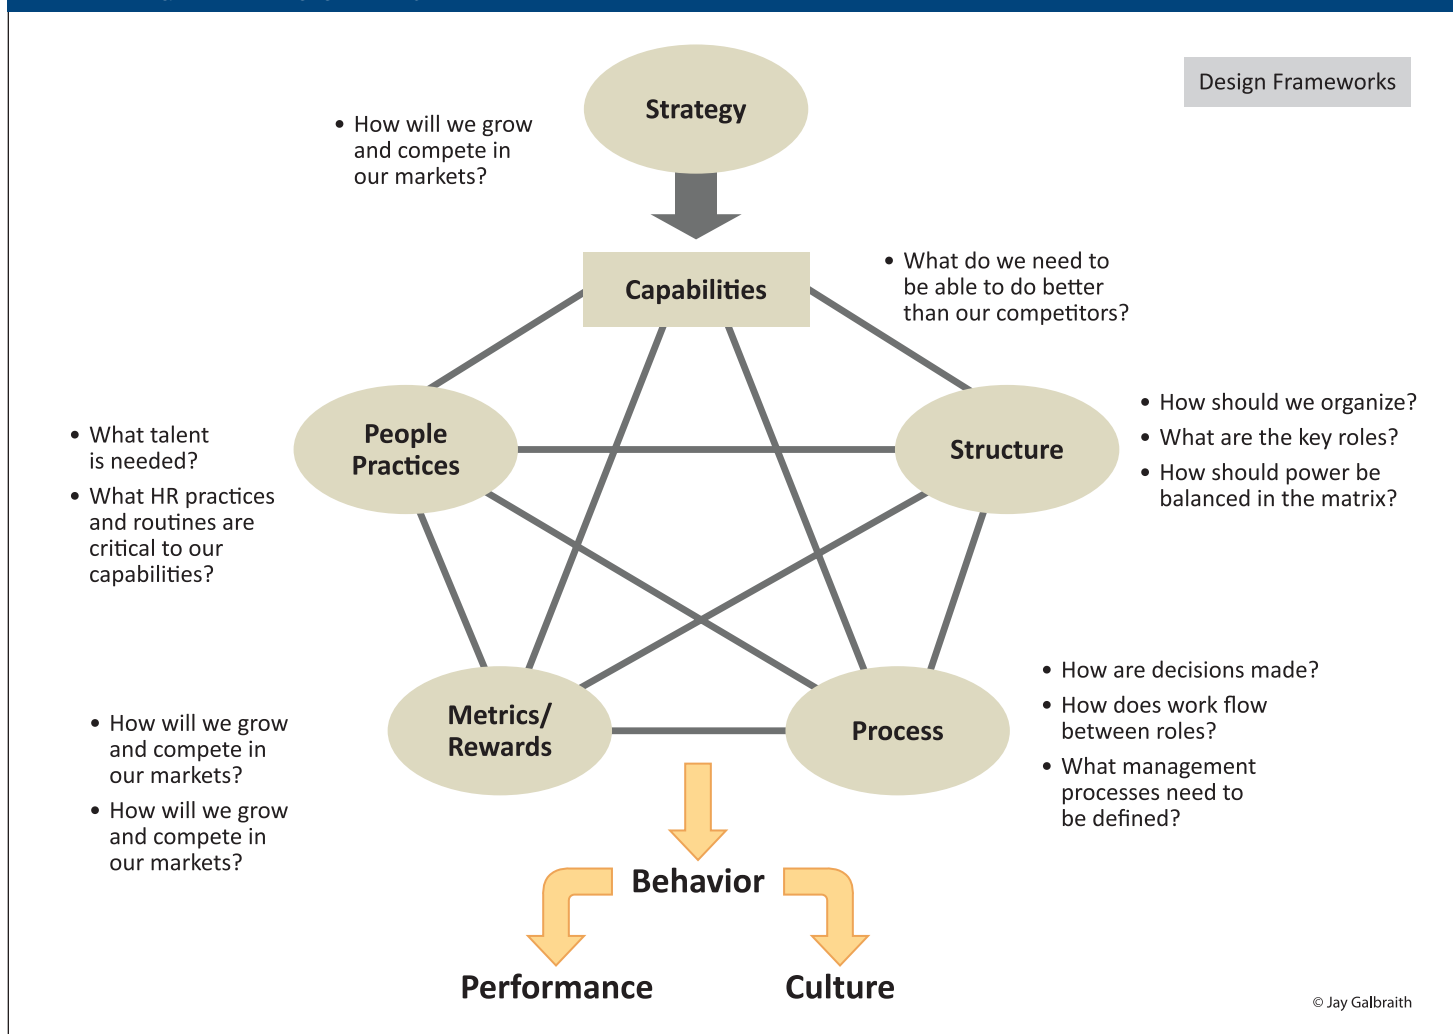 Design Frameworks
Strategy
• How will we grow
and compete in
our markets?
Capabilities
• What do we need to
be able to do better
than our competitors?
People
Practices
• What talent
is needed?
• What HR practices
and routines are
critical to our
capabilities?
Structure
• How should we organize?
• What are the key roles?
• How should power be
balanced in the matrix?
Metrics/
Rewards
• How will we grow
and compete in
our markets?
• How will we grow
and compete in
our markets?
Process
• How are decisions made?
• How does work flow
between roles?
• What management
processes need to
be defined?
Behavior
Performance
Culture
© Jay Galbraith